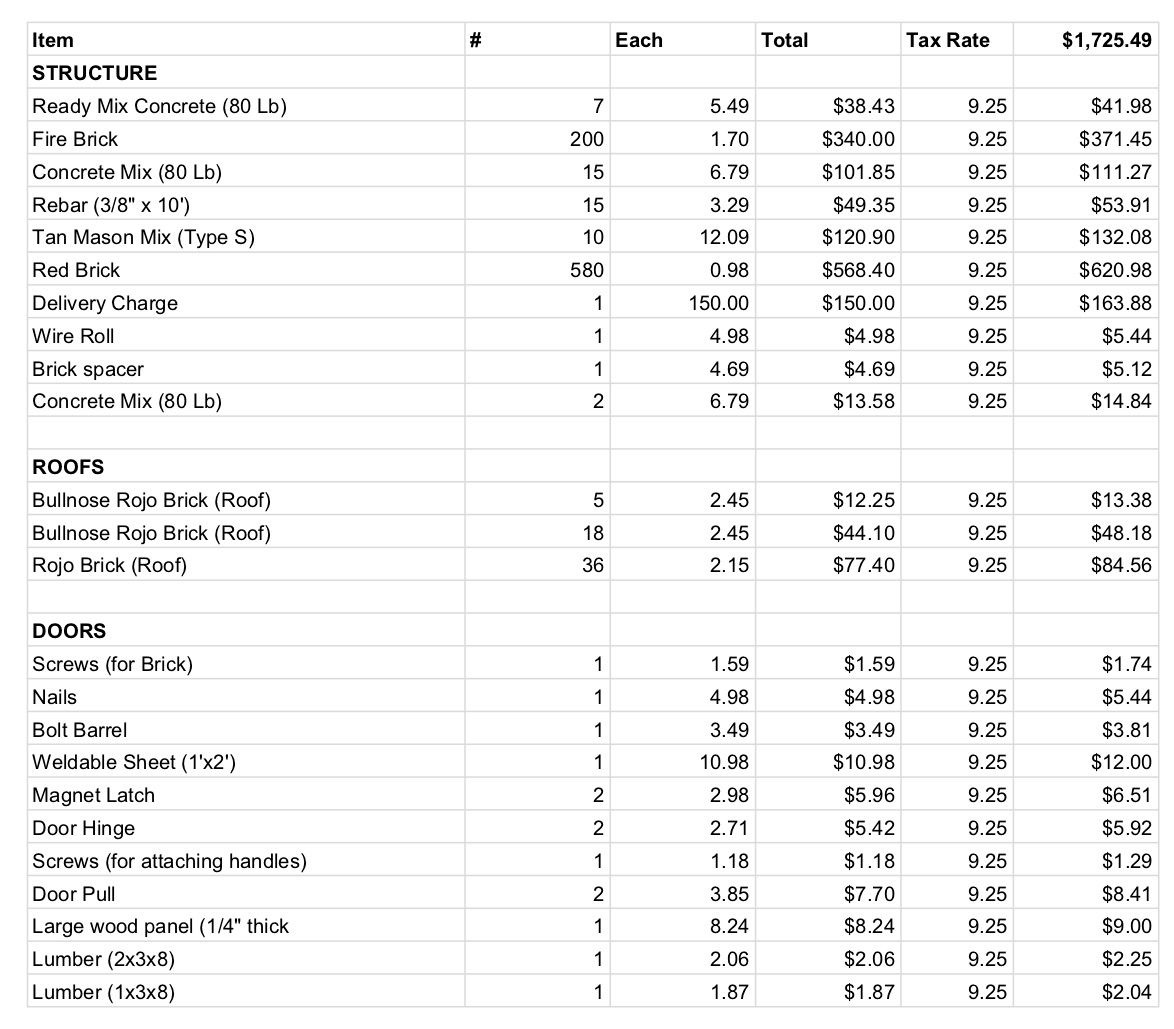 Item # Each Total Tax Rate $1,725.49
STRUCTURE
Ready Mix Concrete (80 Lb) 7 5.49 $38.43 9.25 $41.98
Fire Brick 200 1.70 $340.00 9.25 $371.45
Concrete Mix (80 Lb) 15 6.79 $101.85 9.25 $111.27
Rebar (3/8" x 10') 15 3.29 $49.35 9.25 $53.91
Tan Mason Mix (Type S) 10 12.09 $120.90 9.25 $132.08
Red Brick 580 0.98 $568.40 9.25 $620.98
Delivery Charge 1 150.00 $150.00 9.25 $163.88
Wire Roll 1 4.98 $4.98 9.25 $5.44
Brick spacer 1 4.69 $4.69 9.25 $5.12
Concrete Mix (80 Lb) 2 6.79 $13.58 9.25 $14.84
ROOFS
Bullnose Rojo Brick (Roof) 5 2.45 $12.25 9.25 $13.38
Bullnose Rojo Brick (Roof) 18 2.45 $44.10 9.25 $48.18
Rojo Brick (Roof) 36 2.15 $77.40 9.25 $84.56
DOORS
Screws (for Brick) 1 1.59 $1.59 9.25 $1.74
Nails 1 4.98 $4.98 9.25 $5.44
Bolt Barrel 1 3.49 $3.49 9.25 $3.81
Weldable Sheet (1'x2') 1 10.98 $10.98 9.25 $12.00
Magnet Latch 2 2.98 $5.96 9.25 $6.51
Door Hinge 2 2.71 $5.42 9.25 $5.92
Screws (for attaching handles) 1 1.18 $1.18 9.25 $1.29
Door Pull 2 3.85 $7.70 9.25 $8.41
Large wood panel (1/4" thick 1 8.24 $8.24 9.25 $9.00
Lumber (2x3x8) 1 2.06 $2.06 9.25 $2.25
Lumber (1x3x8) 1 1.87 $1.87 9.25 $2.04